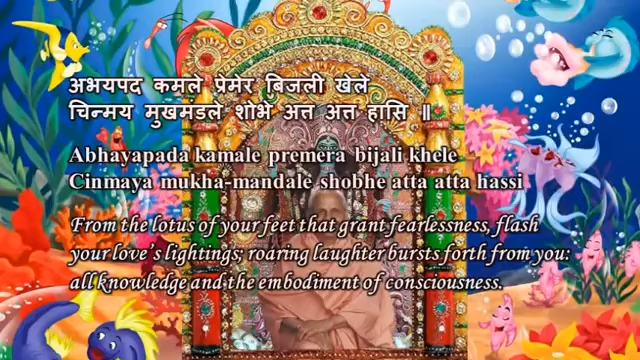 अभयपद कमले प्रेमेर बिजली खेले
चिन्मय मुखमडले शोभे अत्त अत्त हासि ॥
Abhayapada kamale premera bijali khele
Cinmaya mukha-mandale shobhe atta atta hassi
From the lotus of your feet that grant fearlessness, flash
your love's lightings; roaring laughter bursts forth from you:
all knowledge and the embodiment of consciousness.